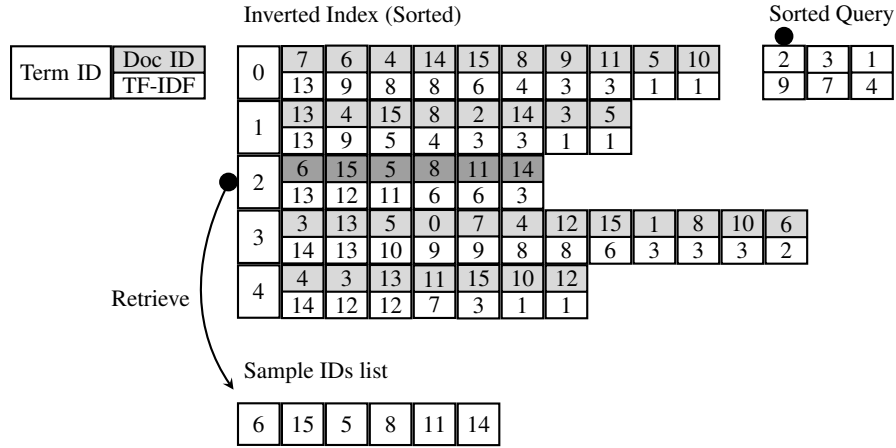 Inverted Index (Sorted)
Sorted Query
Term ID
Doc ID
TF-IDF
0
7 6 4 14 15 8 9 11 5 10
13 9 8 8 6 4 3 3 1 1
2 3 1
9 7 4
1
13 4 15 8 2 14 3 5
13 9 5 4 3 3 1 1
2
6 15 5 8 11 14
13 12 11 6 6 3
3
3 13 5 0 7 4 12 15 1 8 10 6
14 13 10 9 9 8 8 6 3 3 3 2
4
4 3 13 11 15 10 12
14 12 12 7 3 1 1
Retrieve
Sample IDs list
6 15 5 8 11 14